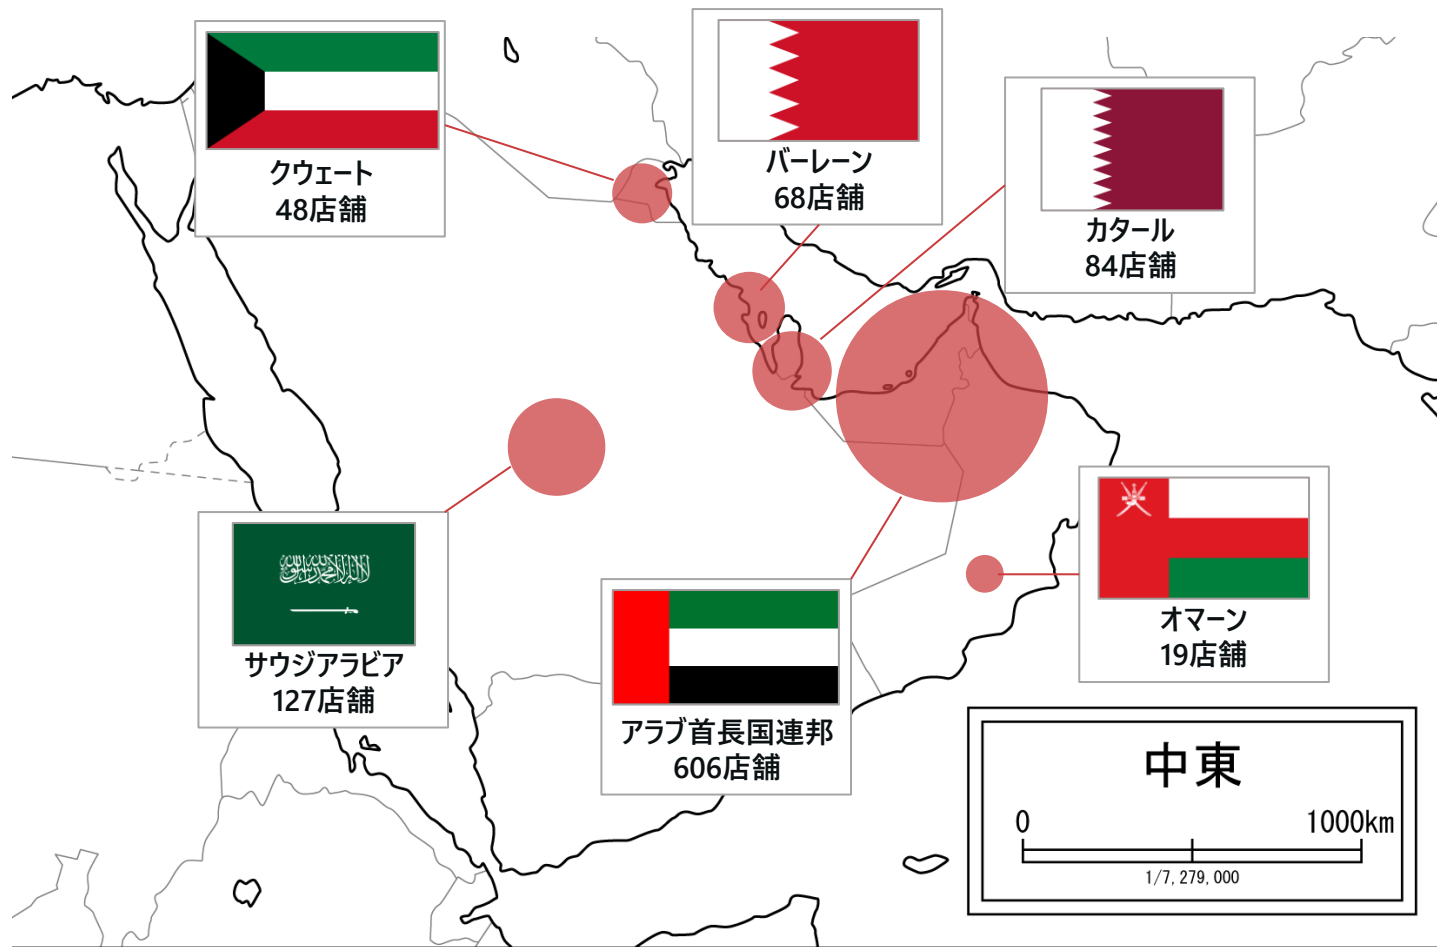 クウェート
48店舗
バーレーン
68店舗
カタール
84店舗
サウジアラビア
127店舗
アラブ首長国連邦
606店舗
オマーン
19店舗
中東
0 1000km
1/7,279,000